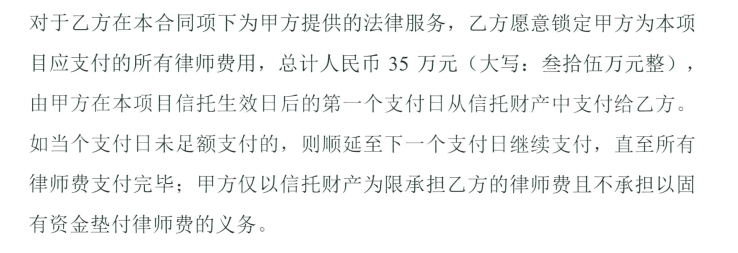 对于乙方在本合同项下为甲方提供的法律服务，乙方愿意锁定甲方为本项
目应支付的所有律师费用，总计人民币 35 万元（大写：叁拾伍万元整），
由甲方在本项目信托生效日后的第一个支付日从信托财产中支付给乙方。
如当个支付日未足额支付的，则顺延至下一个支付日继续支付，直至所有
律师费支付完毕；甲方仅以信托财产为限承担乙方的律师费且不承担以固
有资金垫付律师费的义务。